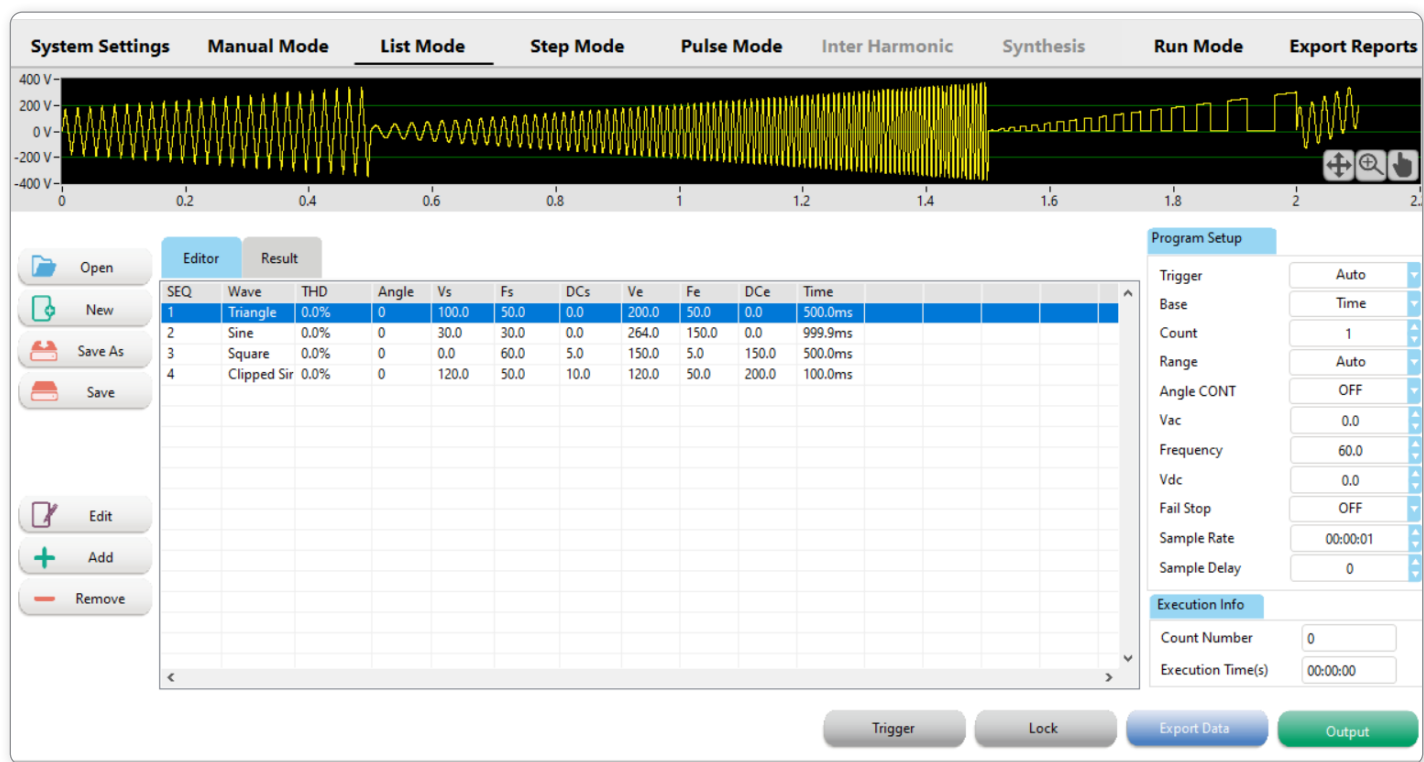 System Settings Manual Mode List Mode Step Mode Pulse Mode Inter Harmonic Synthesis Run Mode Export Reports
400 V
200 V
0 V
-200 V
-400 V
0 0.2 0.4 0.6 0.8 1 1.2 1.4 1.6 1.8 2 2.
Open
New
Save As
Save
Edit
Add
Remove
Editor Result
SEQ Wave THD Angle Vs Fs DCs Ve Fe DCe Time
1 Triangle 0.0% 0 100.0 50.0 0.0 200.0 50.0 0.0 500.0ms
2 Sine 0.0% 0 30.0 30.0 0.0 264.0 150.0 0.0 999.9ms
3 Square 0.0% 0 0.0 60.0 5.0 150.0 5.0 150.0 500.0ms
4 Clipped Sir 0.0% 0 120.0 50.0 10.0 120.0 50.0 200.0 100.0ms
Program Setup
Trigger Auto
Base Time
Count 1
Range Auto
Angle CONT OFF
Vac 0.0
Frequency 60.0
Vdc 0.0
Fail Stop OFF
Sample Rate 00:00:01
Sample Delay 0
Execution Info
Count Number 0
Execution Time(s) 00:00:00
Trigger Lock Export Data Output